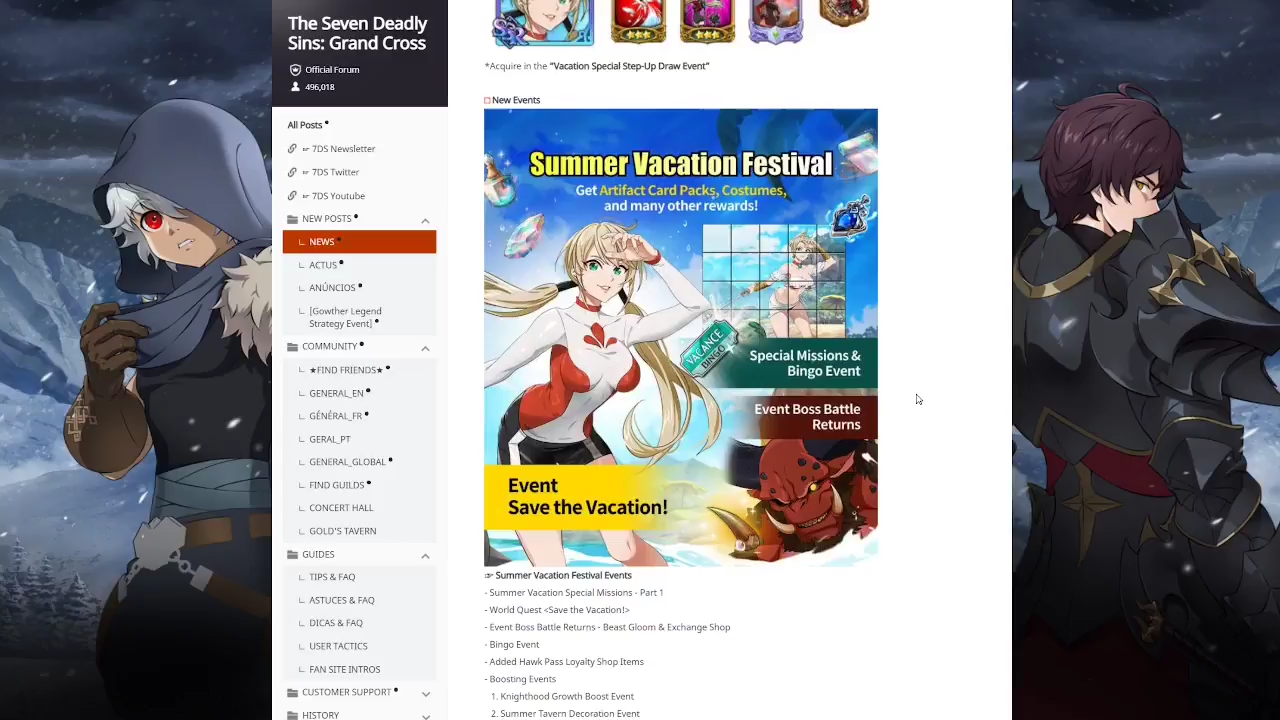 The Seven Deadly
Sins: Grand Cross
Official Forum
496,018
All Posts
☞ 7DS Newsletter
☞ 7DS Twitter
☞ 7DS Youtube
NEW POSTS
NEWS
ACTUS
ANÚNCIOS
[Gowther Legend
Strategy Event]
COMMUNITY
★FIND FRIENDS★
GENERAL_EN
GÉNÉRAL_FR
GERAL_PT
GENERAL_GLOBAL
FIND GUILDS
CONCERT HALL
GOLD'S TAVERN
GUIDES
TIPS & FAQ
ASTUCES & FAQ
DICAS & FAQ
USER TACTICS
FAN SITE INTROS
CUSTOMER SUPPORT
HISTORY
SSR
*Acquire in the "Vacation Special Step-Up Draw Event"
New Events
Summer Vacation Festival
Get Artifact Card Packs, Costumes,
and many other rewards!
VACANCE
BINGO
Special Missions &
Bingo Event
Event Boss Battle
Returns
Event
Save the Vacation!
☞ Summer Vacation Festival Events
- Summer Vacation Special Missions - Part 1
- World Quest <Save the Vacation!>
- Event Boss Battle Returns - Beast Gloom & Exchange Shop
- Bingo Event
- Added Hawk Pass Loyalty Shop Items
- Boosting Events
1. Knighthood Growth Boost Event
2. Summer Tavern Decoration Event